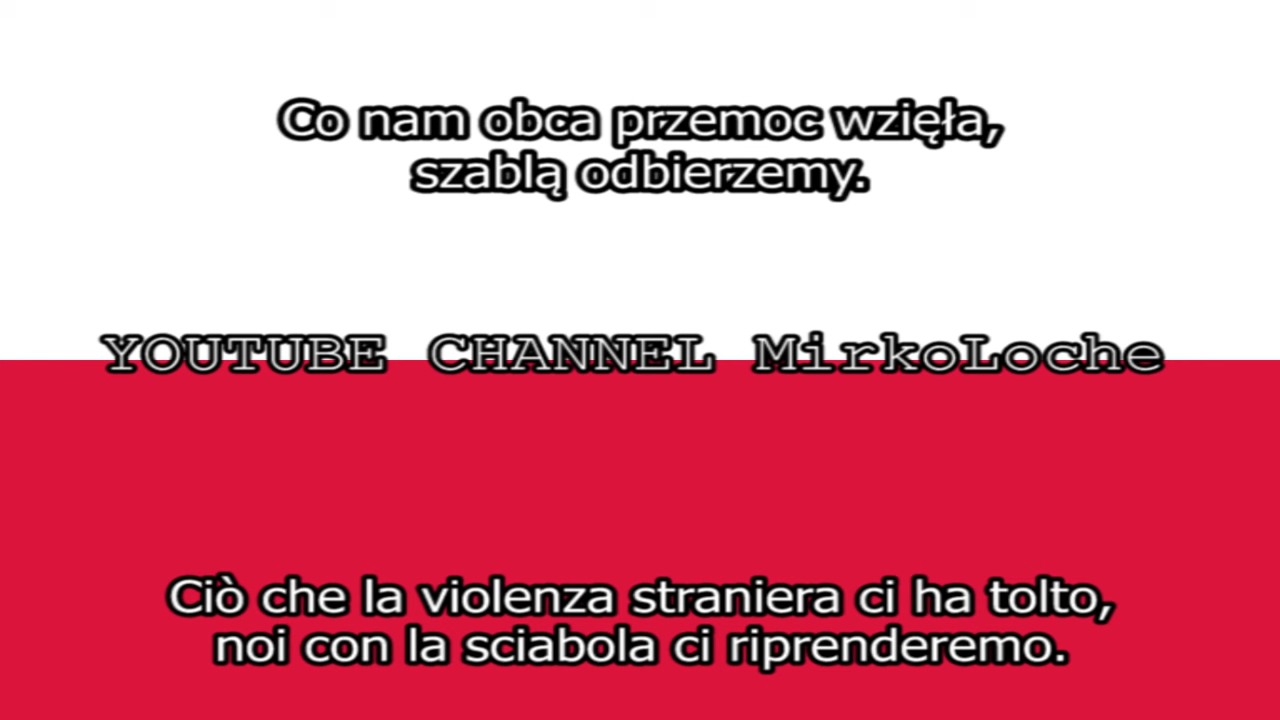 Co nam obca przemoc wzięła,
szablą odbierzemy.
YOUTUBE CHANNEL MirkoLoche
Ciò che la violenza straniera ci ha tolto,
noi con la sciabola ci riprenderemo.